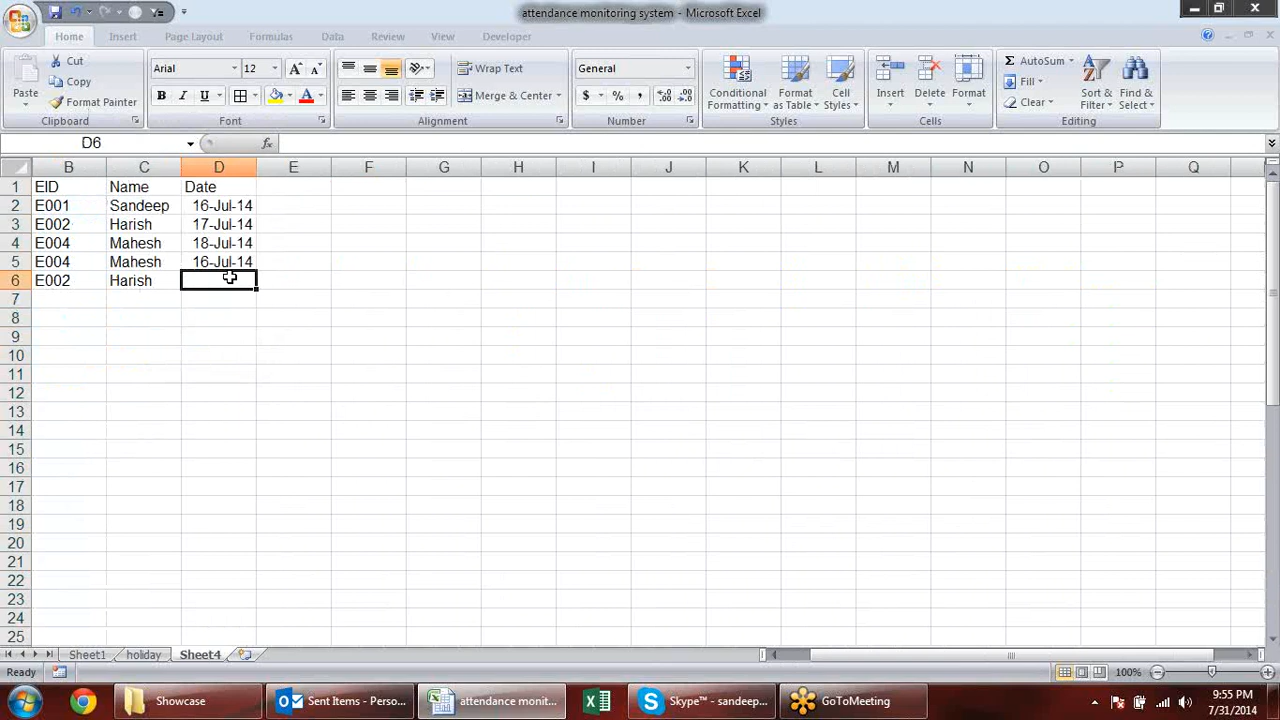 attendance monitoring system - Microsoft Excel
Home Insert Page Layout Formulas Data Review View Developer
Paste
Cut
Copy
Format Painter
Clipboard
Arial 12
B I U
Font
Wrap Text
Merge & Center
Alignment
General
$ % ,
Number
Conditional Formatting
Format as Table
Cell Styles
Styles
Insert Delete Format
Cells
AutoSum
Fill
Clear
Sort & Filter
Find & Select
Editing
D6 fx
B C D E F G H I J K L M N O P Q
1 EID Name Date
2 E001 Sandeep 16-Jul-14
3 E002 Harish 17-Jul-14
4 E004 Mahesh 18-Jul-14
5 E004 Mahesh 16-Jul-14
6 E002 Harish
7
8
9
10
11
12
13
14
15
16
17
18
19
20
21
22
23
24
25
Sheet1 holiday Sheet4
Ready 100%
Showcase Sent Items - Perso... attendance monit... Skype™ - sandeep... GoToMeeting 9:55 PM
7/31/2014